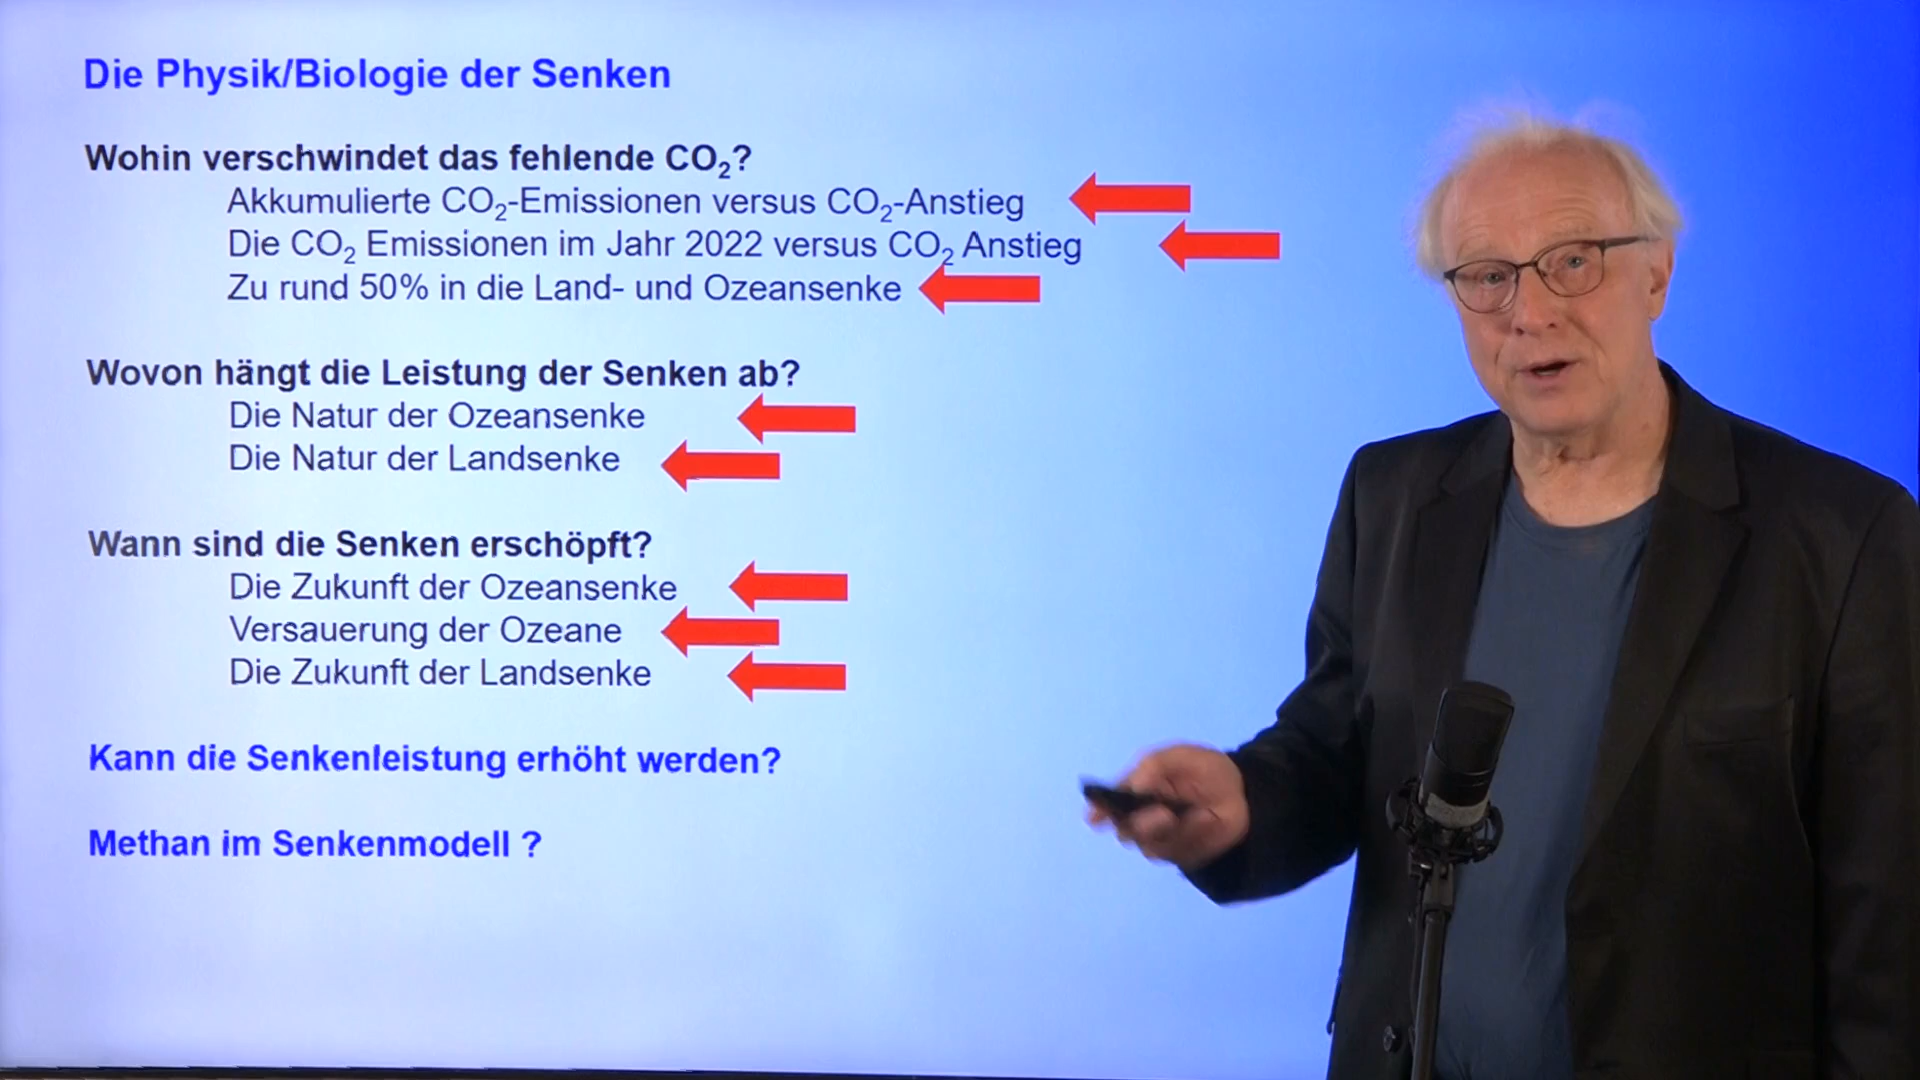 Die Physik/Biologie der Senken
Wohin verschwindet das fehlende CO₂?
Akkumulierte CO₂-Emissionen versus CO₂-Anstieg
Die CO₂ Emissionen im Jahr 2022 versus CO₂ Anstieg
Zu rund 50% in die Land- und Ozeansenke
Wovon hängt die Leistung der Senken ab?
Die Natur der Ozeansenke
Die Natur der Landsenke
Wann sind die Senken erschöpft?
Die Zukunft der Ozeansenke
Versauerung der Ozeane
Die Zukunft der Landsenke
Kann die Senkenleistung erhöht werden?
Methan im Senkenmodell ?